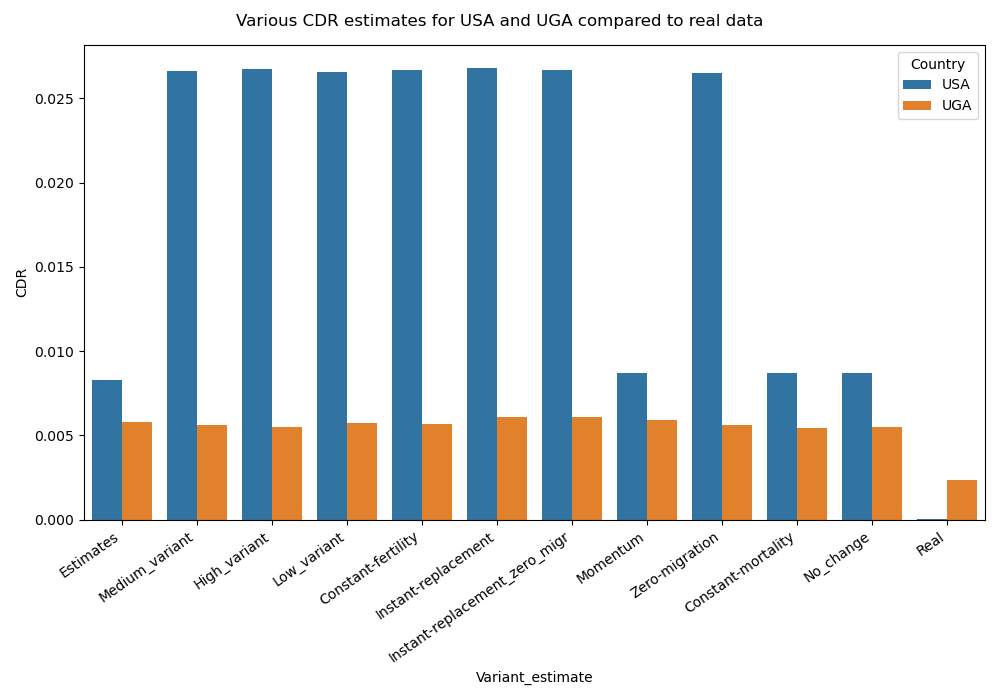 Various CDR estimates for USA and UGA compared to real data
Country
USA
UGA
CDR
0.025
0.020
0.015
0.010
0.005
0.000
Estimates
Medium_variant
High_variant
Low_variant
Constant-fertility
Instant-replacement
Instant-replacement_zero_migr
Momentum
Zero-migration
Constant-mortality
No_change
Real
Variant_estimate